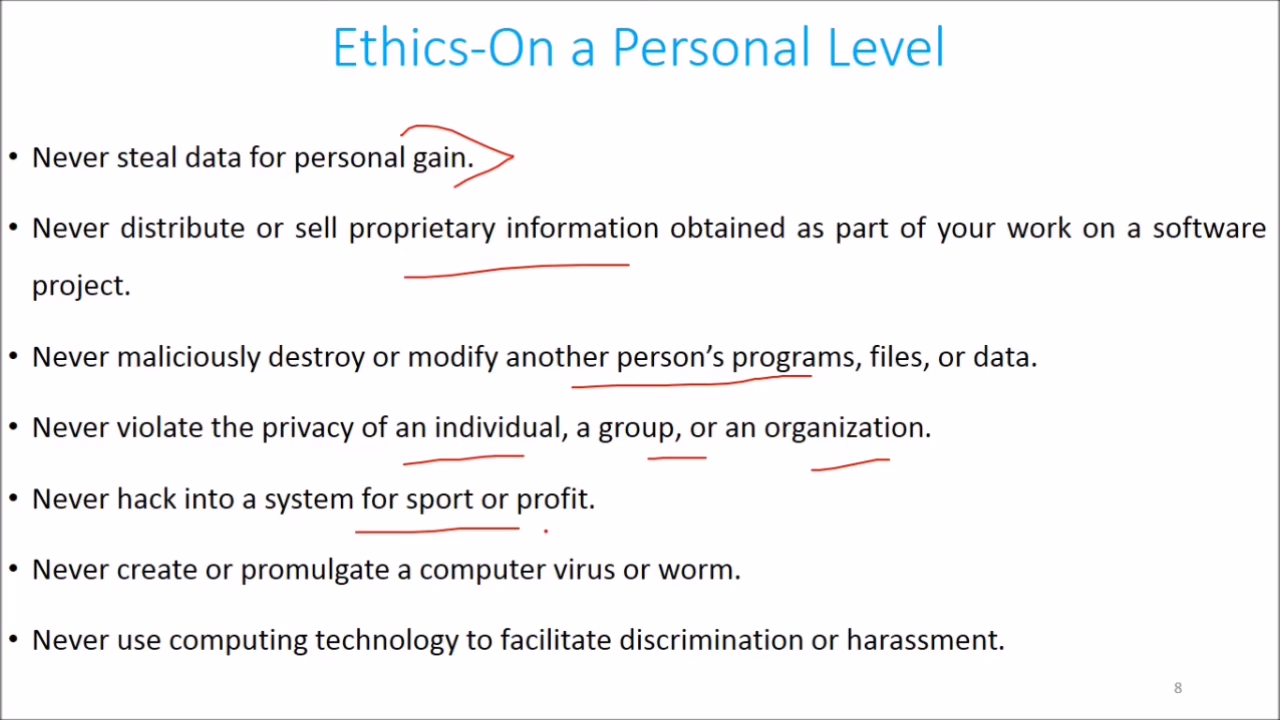 Ethics-On a Personal Level
• Never steal data for personal gain.
• Never distribute or sell proprietary information obtained as part of your work on a software
project.
• Never maliciously destroy or modify another person’s programs, files, or data.
• Never violate the privacy of an individual, a group, or an organization.
• Never hack into a system for sport or profit.
• Never create or promulgate a computer virus or worm.
• Never use computing technology to facilitate discrimination or harassment.
8